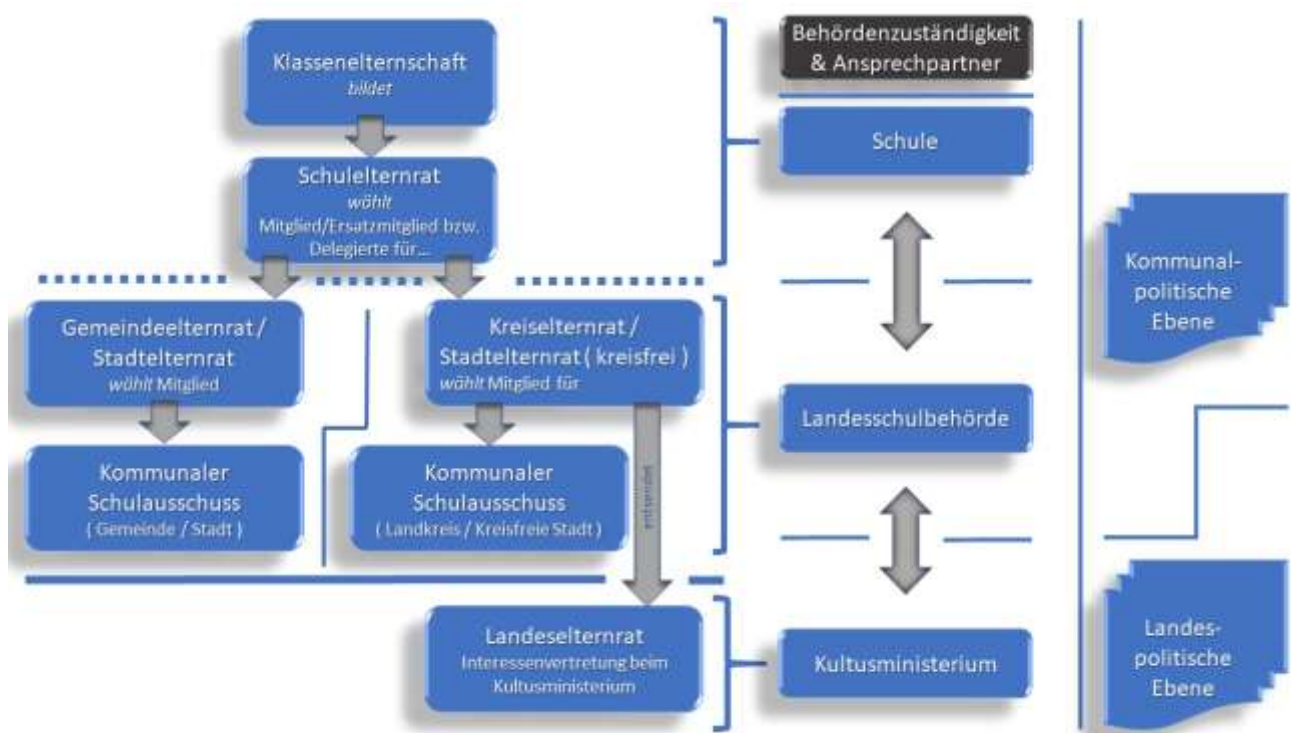 Klassenelternschaft
bildet
Schulelternrat
wählt
Mitglied/Ersatzmitglied bzw.
Delegierte für...
Gemeindeelternrat /
Stadtelternrat
wählt Mitglied
Kreiselternrat /
Stadtelternrat ( kreisfrei )
wählt Mitglied für
Kommunaler
Schulausschuss
( Gemeinde / Stadt )
Kommunaler
Schulausschuss
( Landkreis / Kreisfreie Stadt )
entsendet
Landeselternrat
Interessenvertretung beim
Kultusministerium
Behördenzuständigkeit
& Ansprechpartner
Schule
Landesschulbehörde
Kultusministerium
Kommunal-
politische
Ebene
Landes-
politische
Ebene